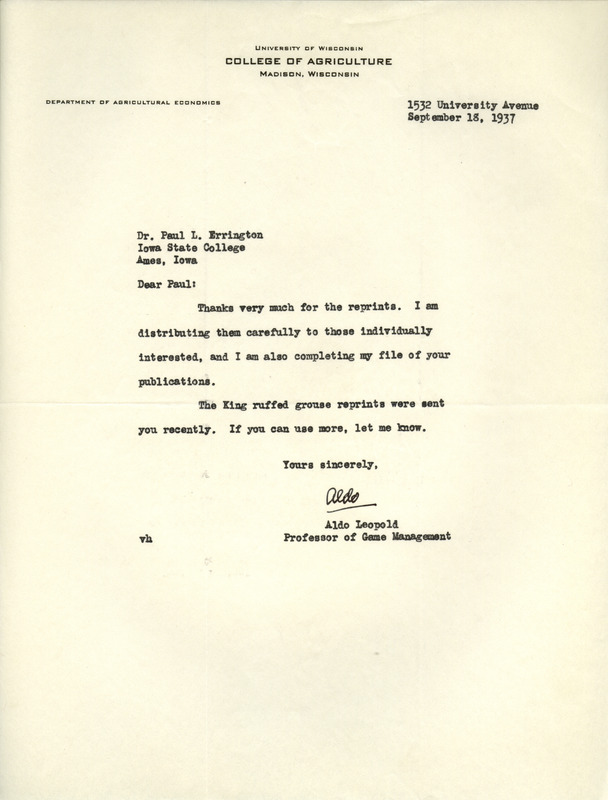 University of Wisconsin
COLLEGE OF AGRICULTURE
Madison, Wisconsin
DEPARTMENT OF AGRICULTURAL ECONOMICS
1532 University Avenue
September 18, 1937
Dr. Paul L. Errington
Iowa State College
Ames, Iowa
Dear Paul:
Thanks very much for the reprints. I am
distributing them carefully to those individually
interested, and I am also completing my file of your
publications.
The King ruffed grouse reprints were sent
you recently. If you can use more, let me know.
Yours sincerely,
Aldo
Aldo Leopold
Professor of Game Management
vh